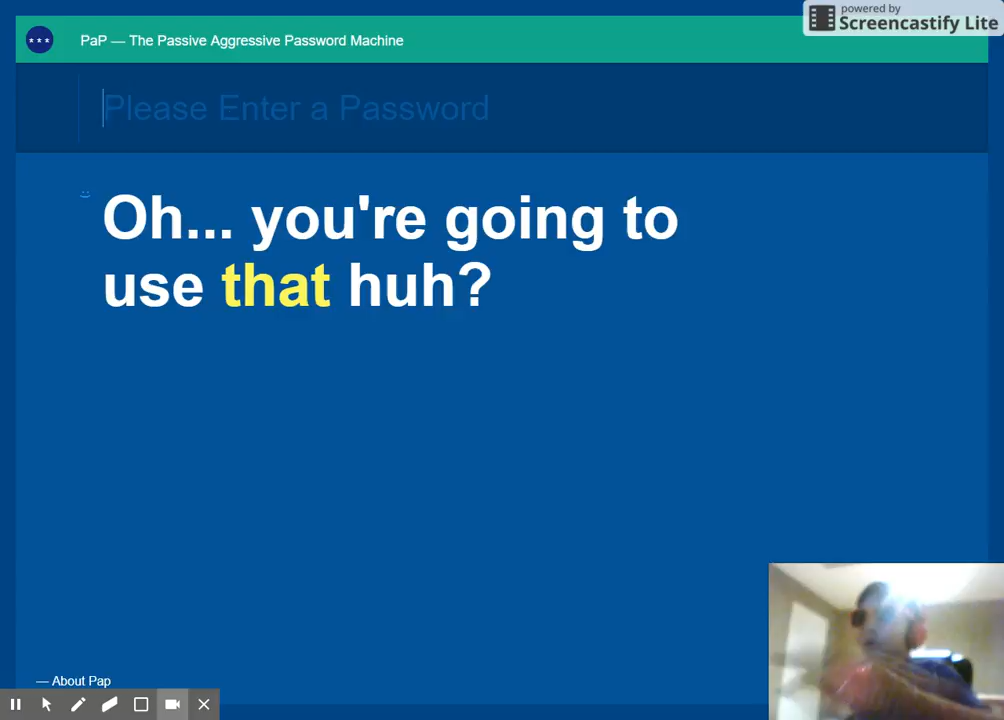 powered by
Screencastify Lite
*** PaP — The Passive Aggressive Password Machine
Please Enter a Password
:)
Oh... you're going to
use that huh?
— About Pap